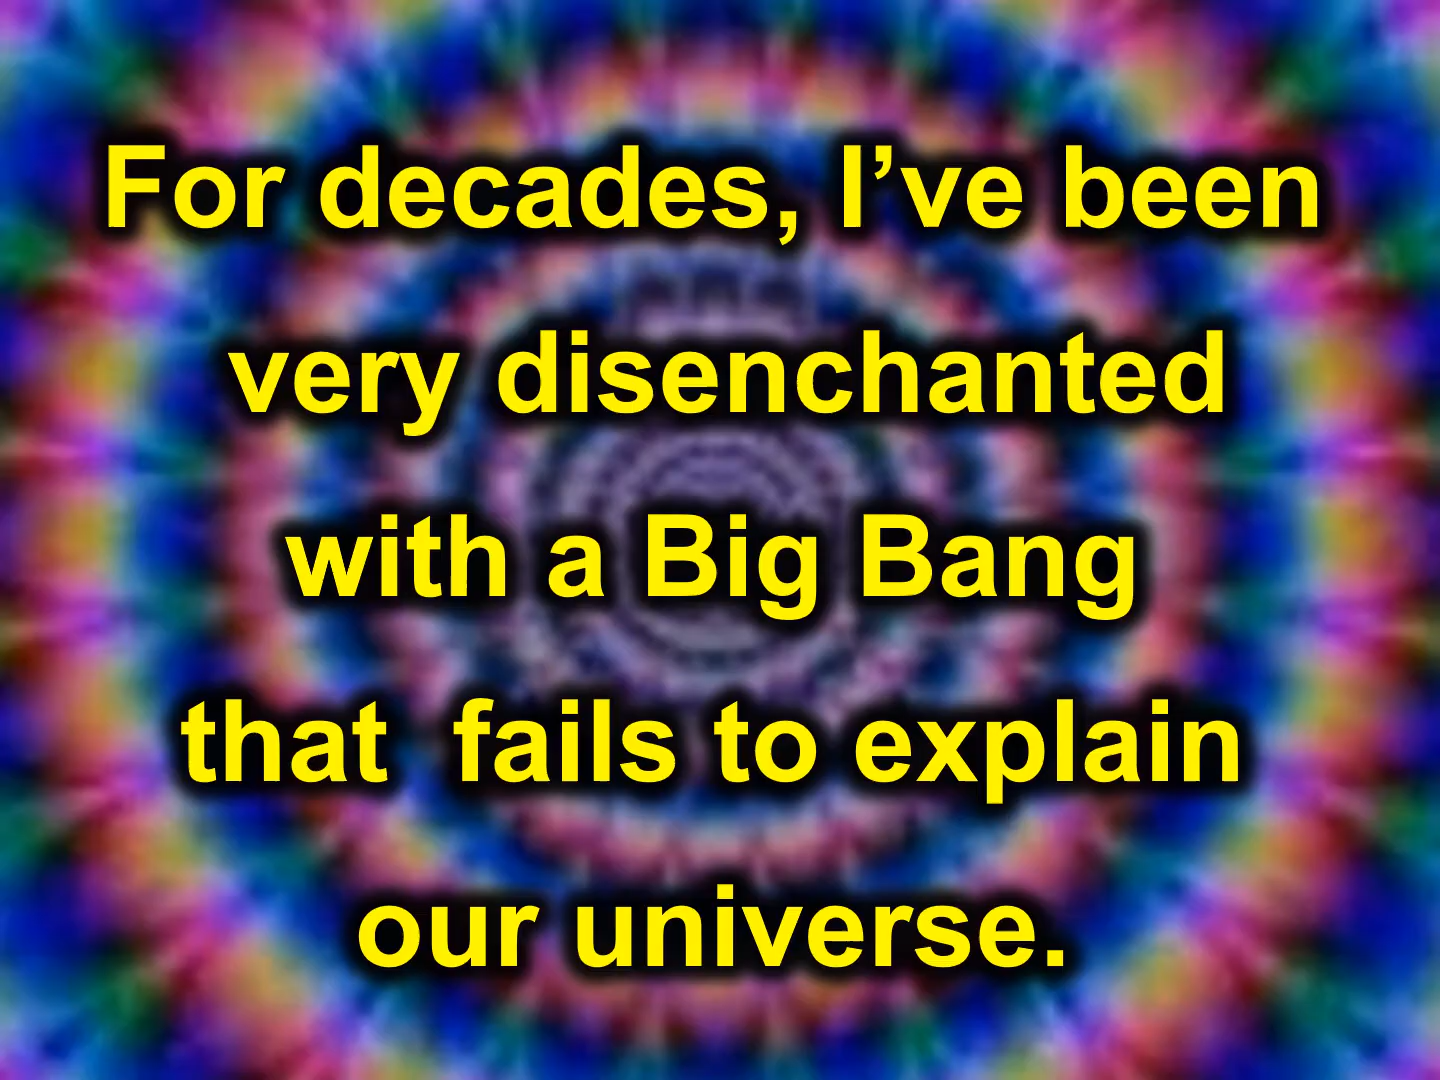 For decades, I’ve been
very disenchanted
with a Big Bang
that  fails to explain
our universe.